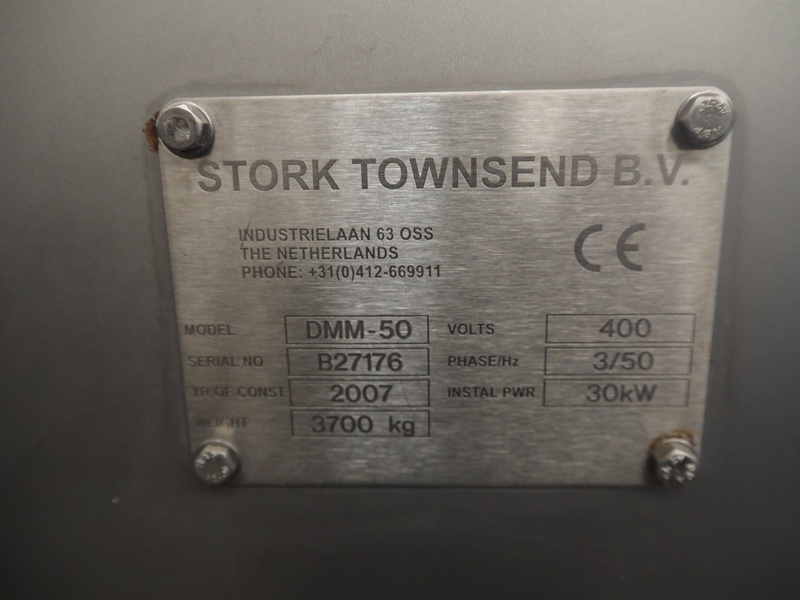 STORK TOWNSEND B.V.
INDUSTRIELAAN 63 OSS
THE NETHERLANDS
PHONE: +31(0)412-669911
CE
MODEL DMM-50 VOLTS 400
SERIAL NO B27176 PHASE/Hz 3/50
YR OF CONST 2007 INSTAL PWR 30kW
WEIGHT 3700 kg